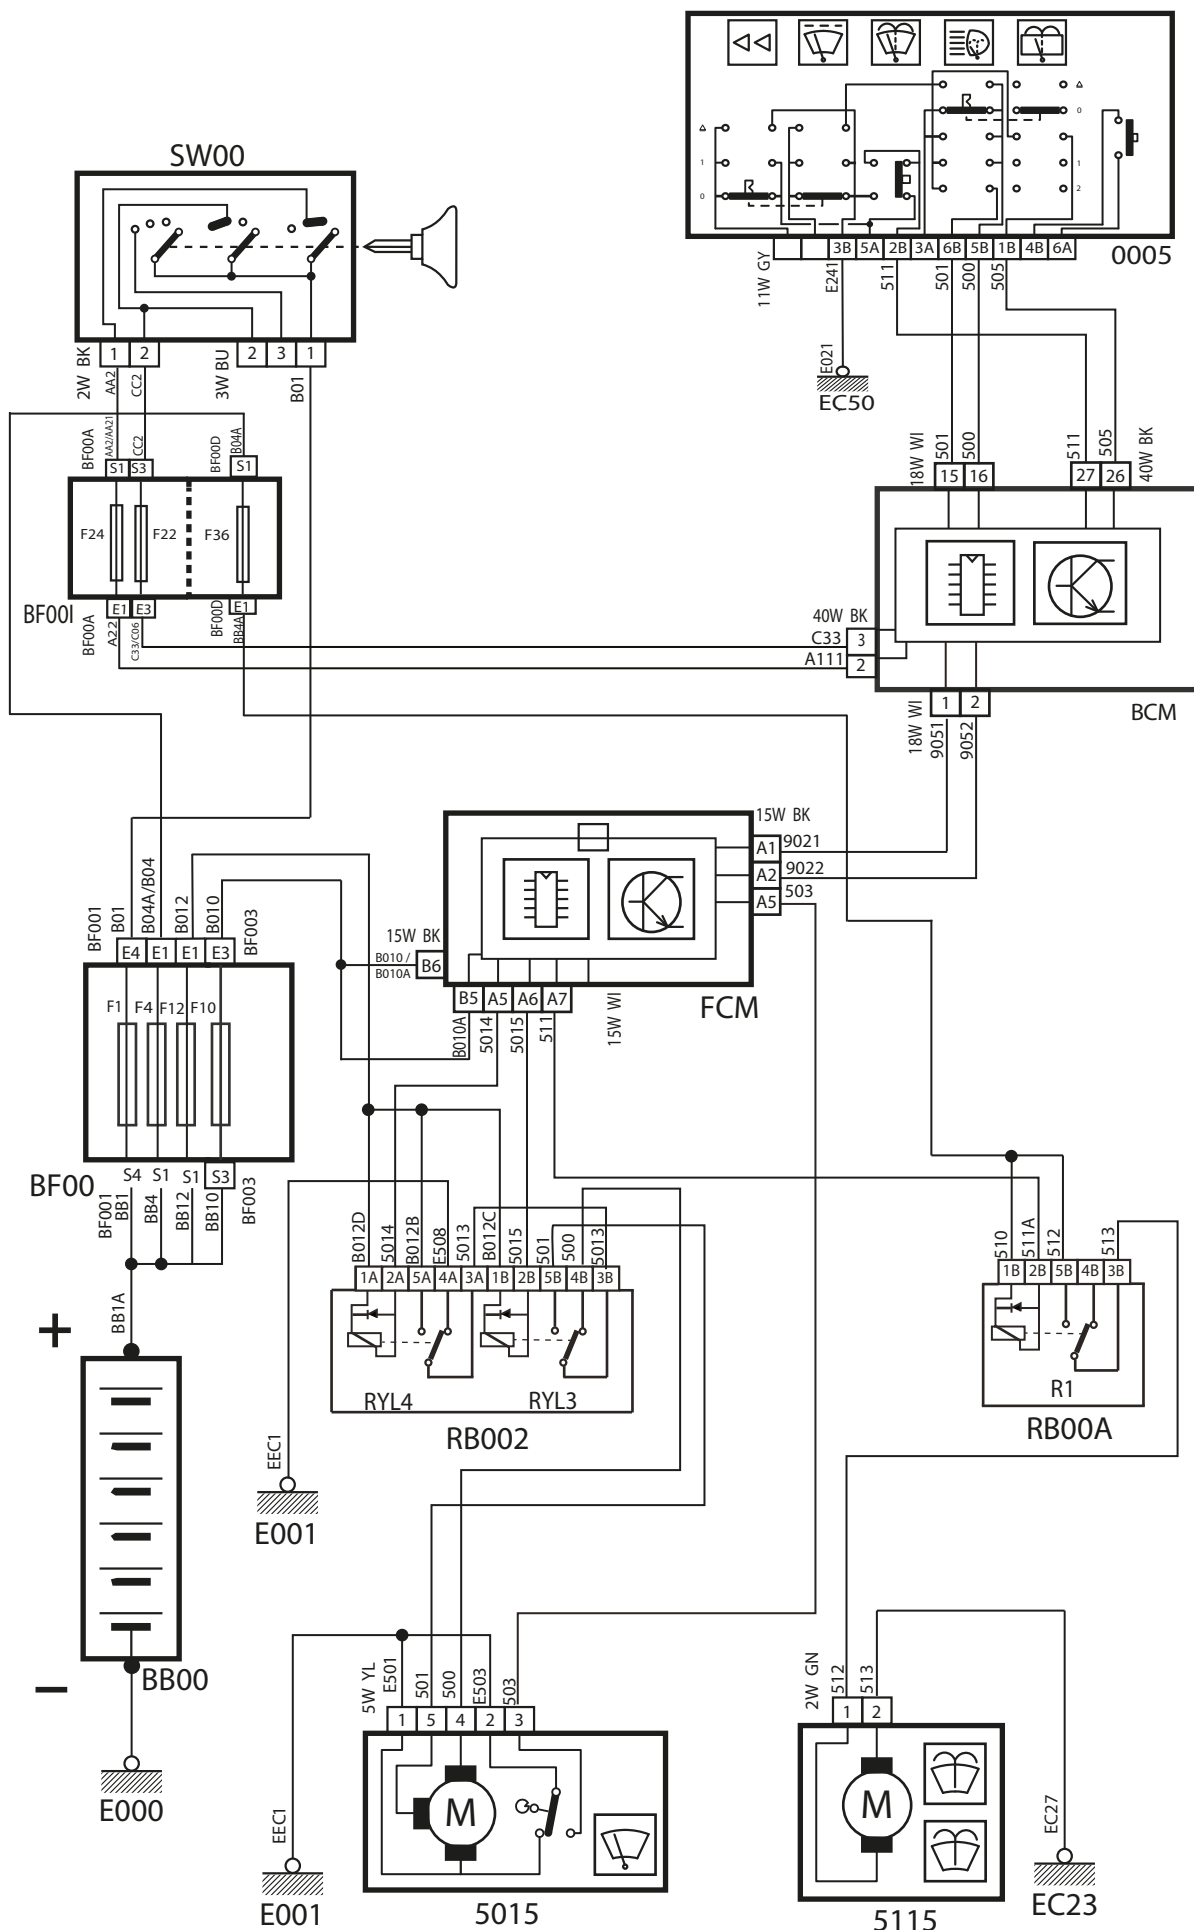 SW00
1 2 2 3 1
2W BK
AA2
CC2
3W BU
B01
1
0
0
1
2
3B 5A 2B 3A 6B 5B 1B 4B 6A
0005
11W GY
E241
511
501
500
505
E021
EC50
BF00A
AA2/AA21
CC2
BF00D
B04A
S1 S3 S1
F24 F22 F36
BF00I
E1 E3 E1
BF00A
A22
C33/C06
BF00D
BB4A
18W WI
501
500
511
505
40W BK
15 16 27 26
40W BK
C33 3
A111 2
1 2
BCM
18W WI
9051
9052
BF001
B01
B04A/B04
B012
B010
BF003
E4 E1 E1 E3
F1 F4 F12 F10
BF00
S4 S1 S1 S3
BF001
BB1
BB4
BB12
BB10
BF003
15W BK
A1 9021
A2 9022
A5 503
15W BK
B010 /
B010A
B6
B5 A5 A6 A7
FCM
B010A
5014
5015
511
15W WI
B012D
5014
B012B
E508
5013
B012C
5015
501
500
5013
1A 2A 5A 4A 3A 1B 2B 5B 4B 3B
RYL4 RYL3
RB002
510
511A
512
513
1B 2B 5B 4B 3B
R1
RB00A
BB1A
+
−
BB00
E000
EEC1
E001
5W YL
E501
501
500
E503
503
1 5 4 2 3
M
5015
EEC1
E001
2W GN
512
513
1 2
M
5115
EC27
EC23